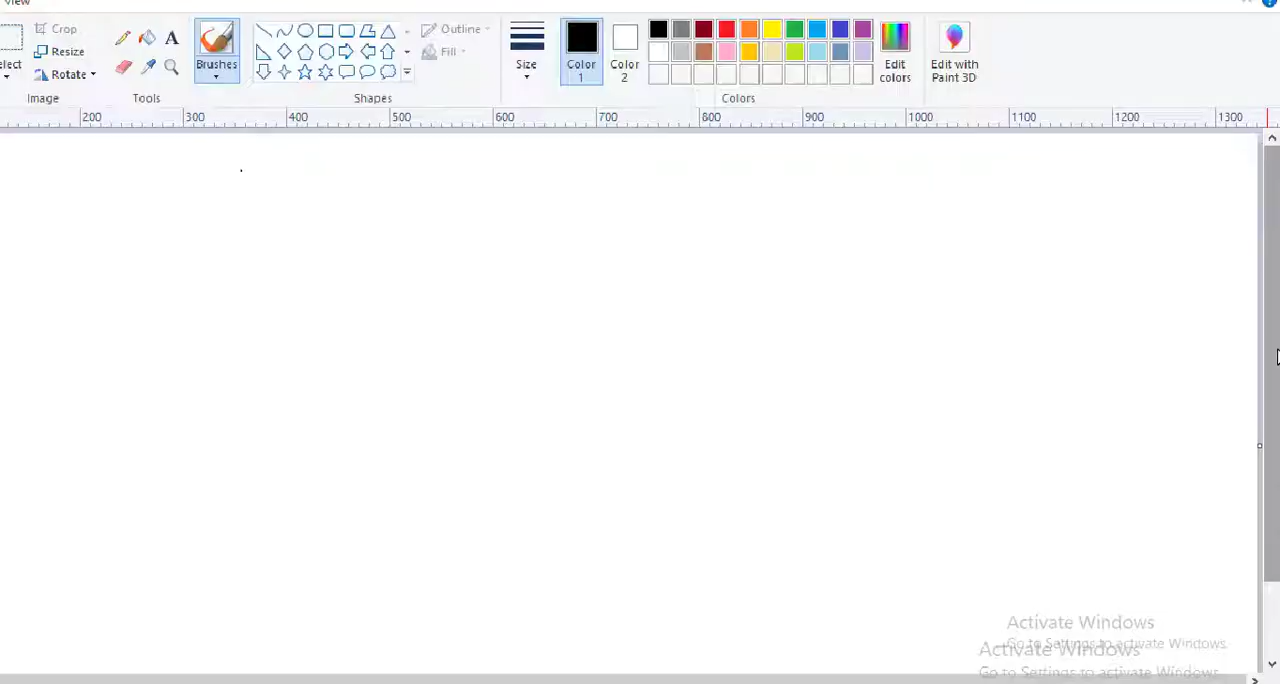 View
Crop
Resize
Rotate
Image
A
Tools
Brushes
Shapes
Outline
Fill
Size
Color 1
Color 2
Colors
Edit colors
Edit with Paint 3D
200 300 400 500 600 700 800 900 1000 1100 1200 1300
Activate Windows
Go to Settings to activate Windows.
Activate Windows
Go to Settings to activate Windows.